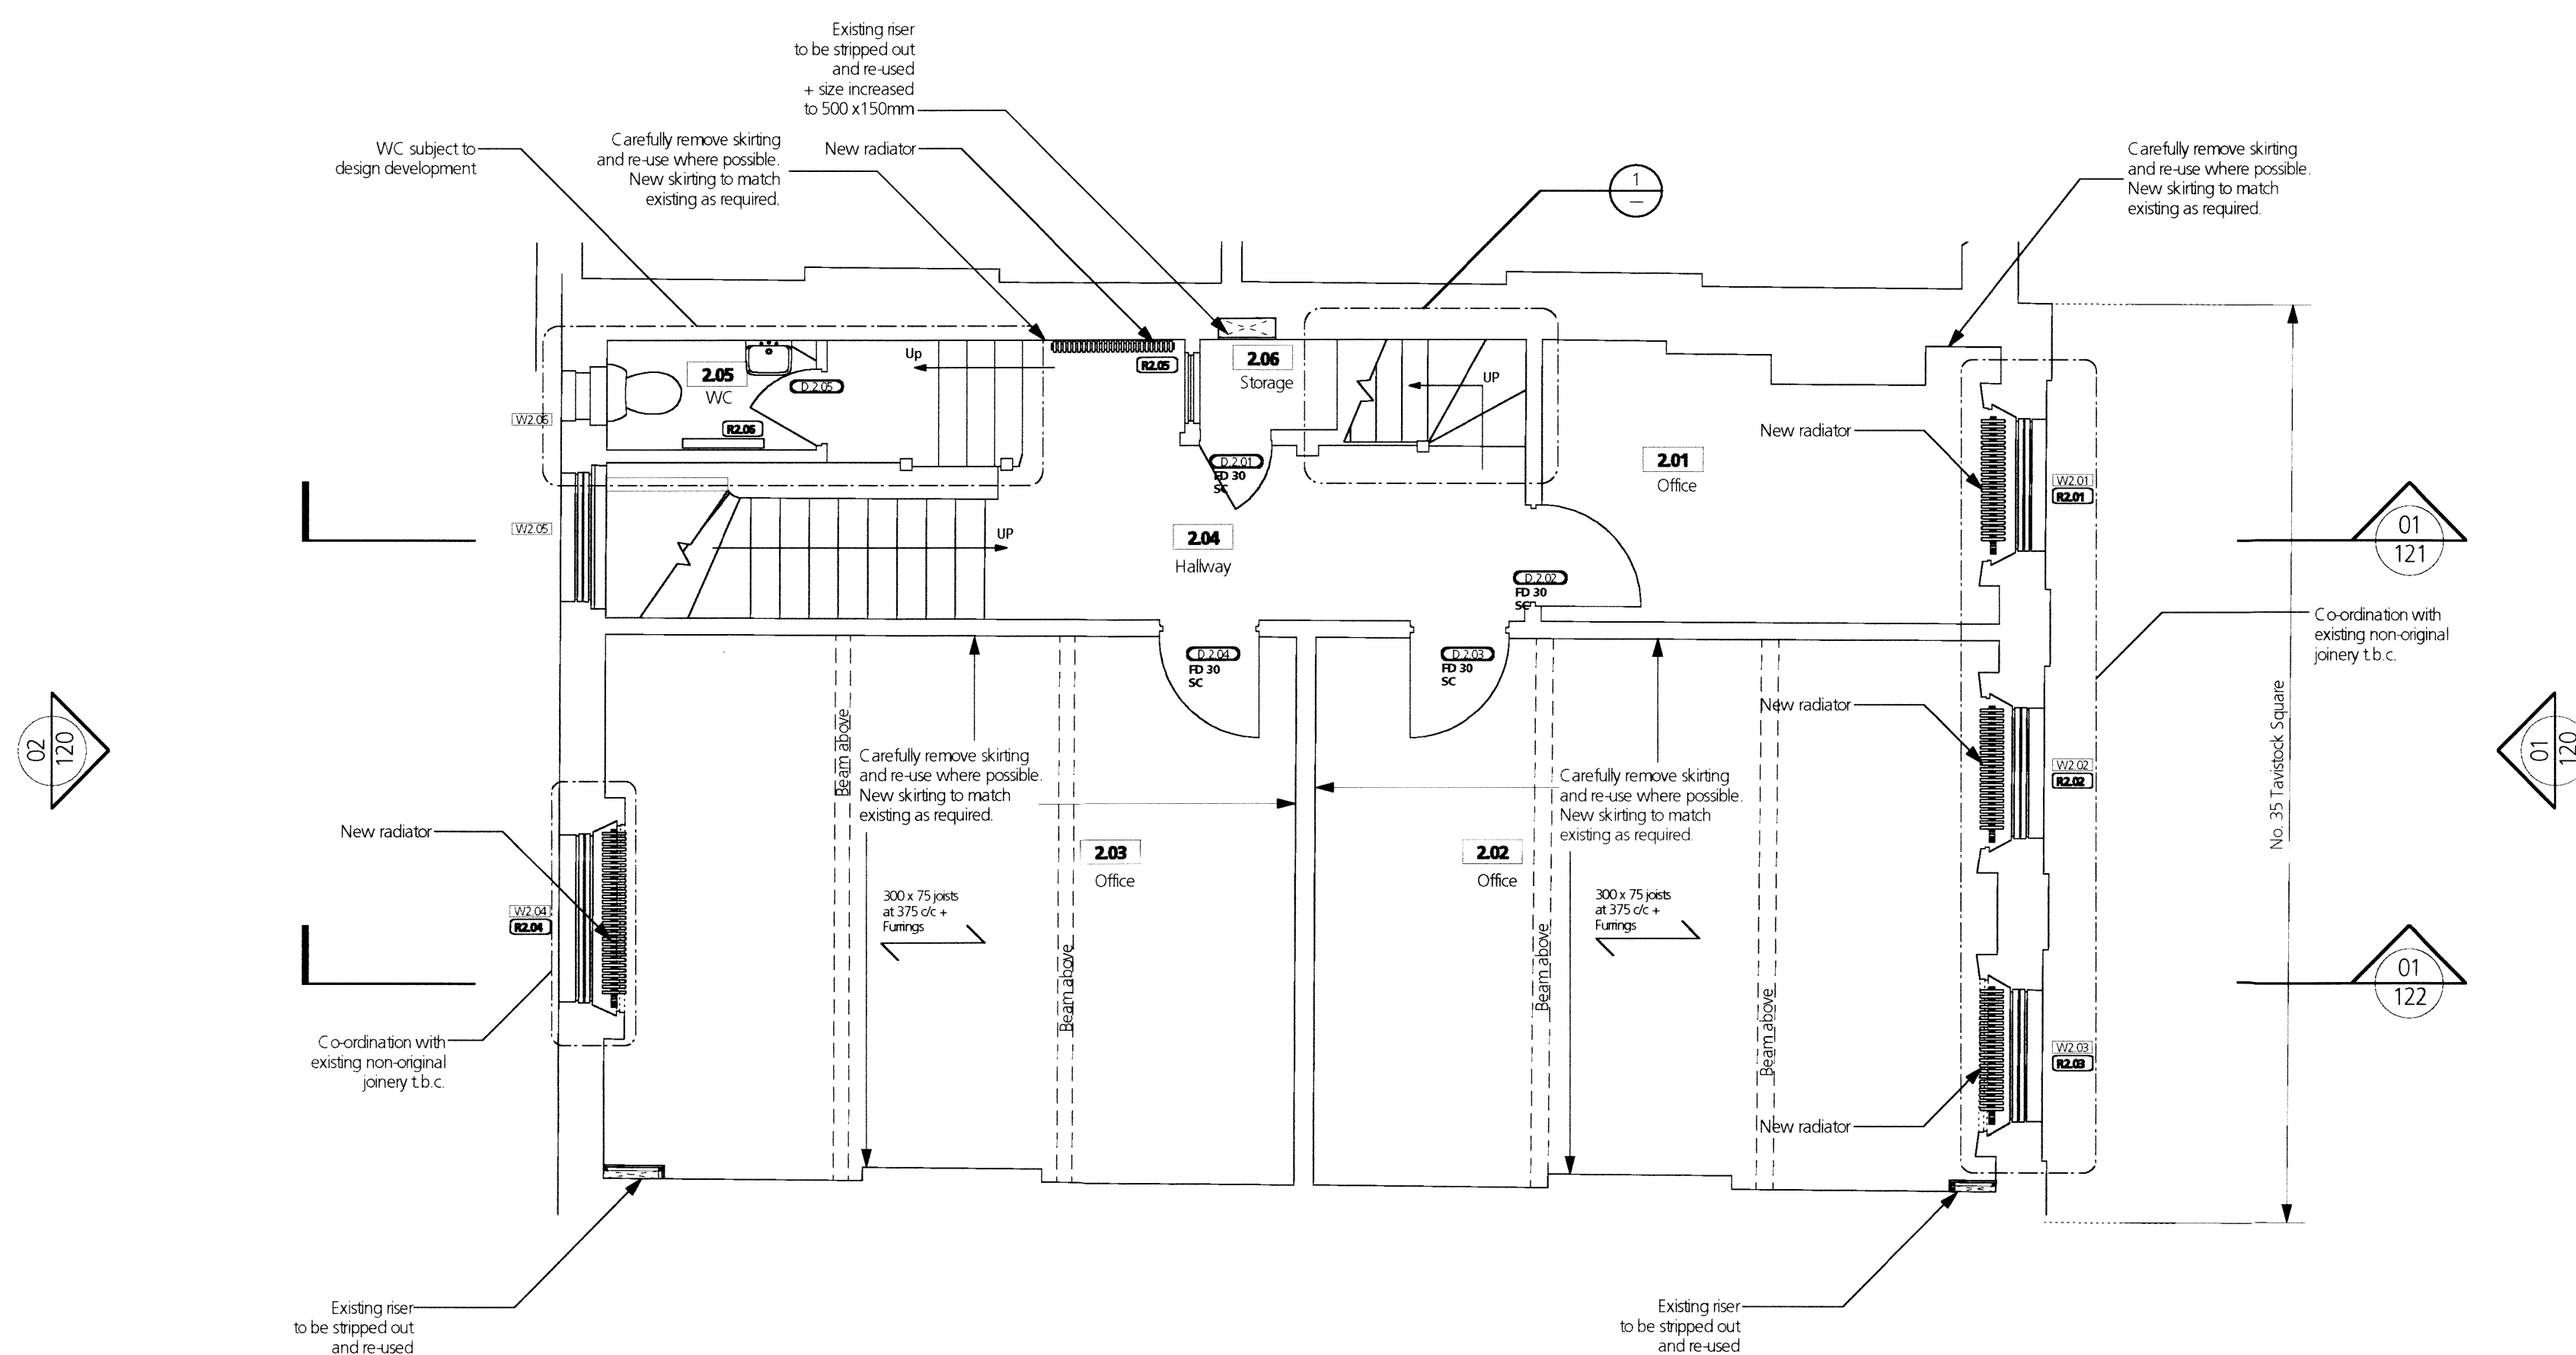 Existing riser
to be stripped out
and re-used
+ size increased
to 500 x150mm
WC subject to
design development
Carefully remove skirting
and re-use where possible.
New skirting to match
existing as required.
New radiator
1
Carefully remove skirting
and re-use where possible.
New skirting to match
existing as required.
2.05
WC
D.2.05
R2.06
W2.06
Up
R2.05
2.06
Storage
UP
New radiator
2.01
Office
W2.01
R2.01
D.2.01
FD 30
SC
W2.05
UP
2.04
Hallway
D.2.02
FD 30
SC
01
121
Co-ordination with
existing non-original
joinery t.b.c.
D.2.04
FD 30
SC
D.2.03
FD 30
SC
New radiator
02
120
Beam above
Carefully remove skirting
and re-use where possible.
New skirting to match
existing as required.
Carefully remove skirting
and re-use where possible.
New skirting to match
existing as required.
W2.02
R2.02
No. 35 Tavistock Square
01
120
New radiator
2.03
Office
2.02
Office
W2.04
R2.04
300 x 75 joists
at 375 c/c +
Furrings
300 x 75 joists
at 375 c/c +
Furrings
Beam above
Beam above
Beam above
01
122
Co-ordination with
existing non-original
joinery t.b.c.
W2.03
R2.03
New radiator
Existing riser
to be stripped out
and re-used
Existing riser
to be stripped out
and re-used